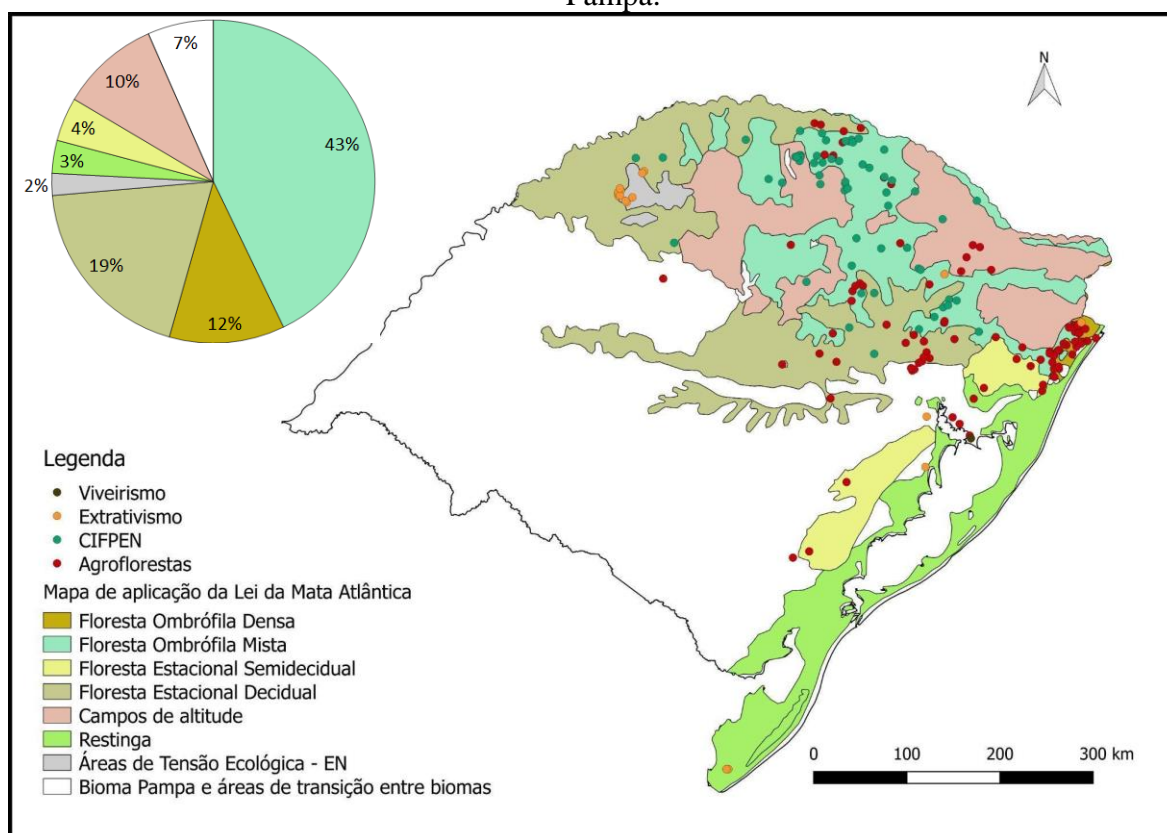 Pampa.
7%
10%
43%
4%
3%
2%
19%
12%
N
Legenda
Viveirismo
Extrativismo
CIFPEN
Agroflorestas
Mapa de aplicação da Lei da Mata Atlântica
Floresta Ombrófila Densa
Floresta Ombrófila Mista
Floresta Estacional Semidecidual
Floresta Estacional Decidual
Campos de altitude
Restinga
Áreas de Tensão Ecológica - EN
Bioma Pampa e áreas de transição entre biomas
0 100 200 300 km